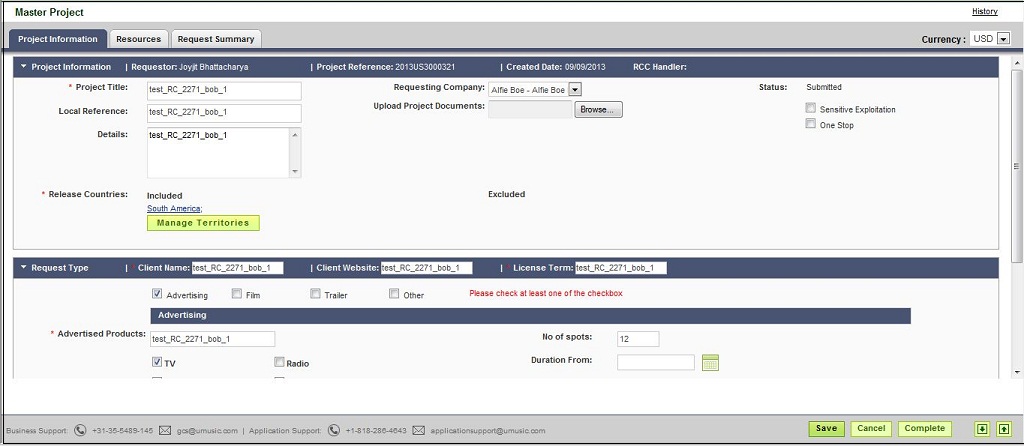 Master Project
History
Project Information Resources Request Summary
Currency : USD
Project Information | Requestor: Joyjit Bhattacharya | Project Reference: 2013US3000321 | Created Date: 09/09/2013 RCC Handler:
* Project Title: test_RC_2271_bob_1 Requesting Company: Alfie Boe - Alfie Boe Status: Submitted
Local Reference: test_RC_2271_bob_1 Upload Project Documents: Browse... Sensitive Exploitation
One Stop
Details: test_RC_2271_bob_1
* Release Countries: Included Excluded
South America;
Manage Territories
Request Type | * Client Name: test_RC_2271_bob_1 | Client Website: test_RC_2271_bob_1 | * License Term: test_RC_2271_bob_1
Advertising Film Trailer Other Please check at least one of the checkbox
Advertising
* Advertised Products: test_RC_2271_bob_1 No of spots: 12
TV Radio Duration From:
Business Support: +31-35-5489-145 gcs@umusic.com | Application Support: +1-818-286-4643 applicationsupport@umusic.com
Save Cancel Complete